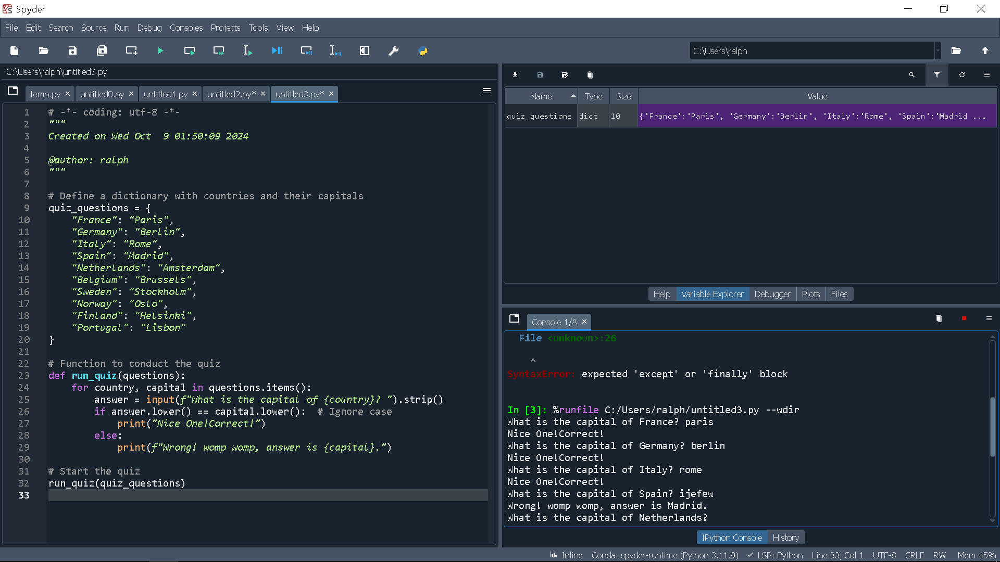 Spyder
File Edit Search Source Run Debug Consoles Projects Tools View Help
C:\Users\ralph
C:\Users\ralph\untitled3.py
temp.py untitled0.py untitled1.py untitled2.py* untitled3.py*
1 # -*- coding: utf-8 -*-
2 """
3 Created on Wed Oct  9 01:50:09 2024
4
5 @author: ralph
6 """
7
8 # Define a dictionary with countries and their capitals
9 quiz_questions = {
10     "France": "Paris",
11     "Germany": "Berlin",
12     "Italy": "Rome",
13     "Spain": "Madrid",
14     "Netherlands": "Amsterdam",
15     "Belgium": "Brussels",
16     "Sweden": "Stockholm",
17     "Norway": "Oslo",
18     "Finland": "Helsinki",
19     "Portugal": "Lisbon"
20 }
21
22 # Function to conduct the quiz
23 def run_quiz(questions):
24     for country, capital in questions.items():
25         answer = input(f"What is the capital of {country}? ").strip()
26         if answer.lower() == capital.lower():  # Ignore case
27             print("Nice One!Correct!")
28         else:
29             print(f"Wrong! womp womp, answer is {capital}.")
30
31 # Start the quiz
32 run_quiz(quiz_questions)
33
Name Type Size Value
quiz_questions dict 10 {'France':'Paris', 'Germany':'Berlin', 'Italy':'Rome', 'Spain':'Madrid ...
Help Variable Explorer Debugger Plots Files
Console 1/A
File <unknown>:26
^
SyntaxError: expected 'except' or 'finally' block
In [3]: %runfile C:/Users/ralph/untitled3.py --wdir
What is the capital of France? paris
Nice One!Correct!
What is the capital of Germany? berlin
Nice One!Correct!
What is the capital of Italy? rome
Nice One!Correct!
What is the capital of Spain? ijefew
Wrong! womp womp, answer is Madrid.
What is the capital of Netherlands?
IPython Console History
Inline Conda: spyder-runtime (Python 3.11.9) LSP: Python Line 33, Col 1 UTF-8 CRLF RW Mem 45%